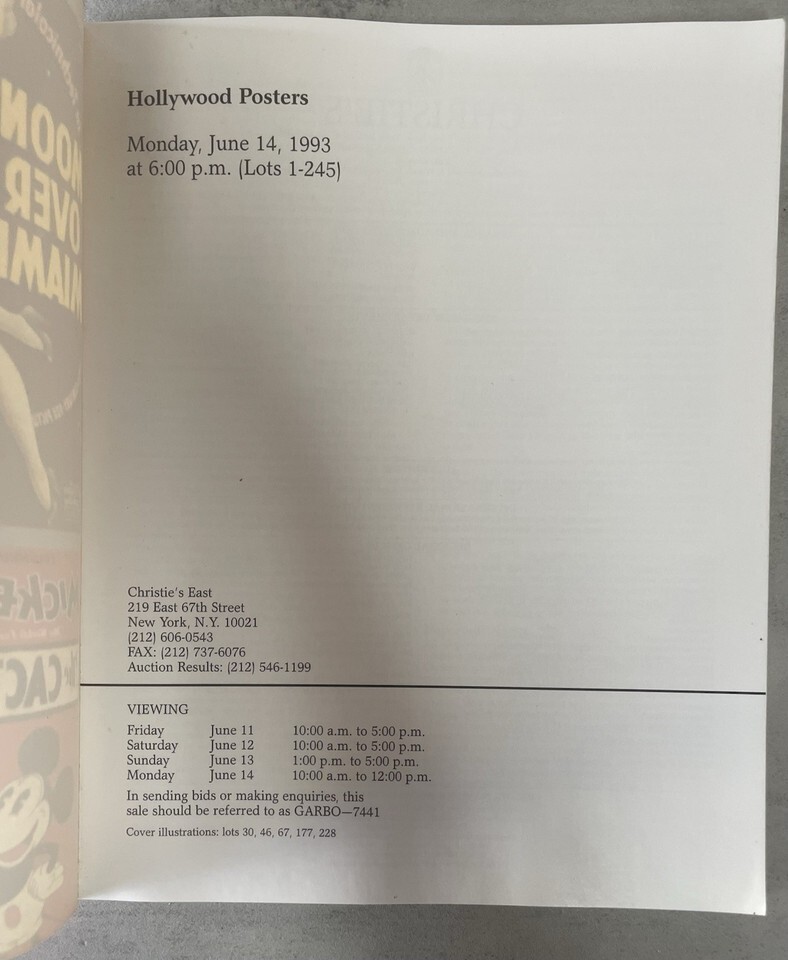 Hollywood Posters
Monday, June 14, 1993
at 6:00 p.m. (Lots 1-245)
Christie's East
219 East 67th Street
New York, N.Y. 10021
(212) 606-0543
FAX: (212) 737-6076
Auction Results: (212) 546-1199
VIEWING
Friday June 11 10:00 a.m. to 5:00 p.m.
Saturday June 12 10:00 a.m. to 5:00 p.m.
Sunday June 13 1:00 p.m. to 5:00 p.m.
Monday June 14 10:00 a.m. to 12:00 p.m.
In sending bids or making enquiries, this
sale should be referred to as GARBO—7441
Cover illustrations: lots 30, 46, 67, 177, 228
MOON
OVER
MIAMI